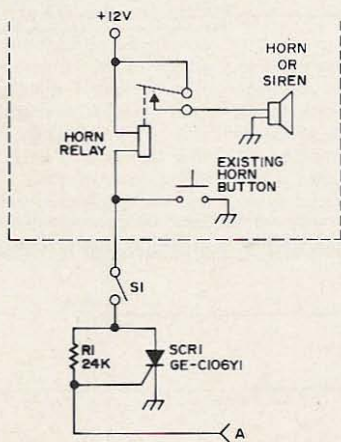 +12V
HORN
OR
SIREN
HORN
RELAY
EXISTING
HORN
BUTTON
S1
R1
24K
SCR1
GE-C106Y1
A